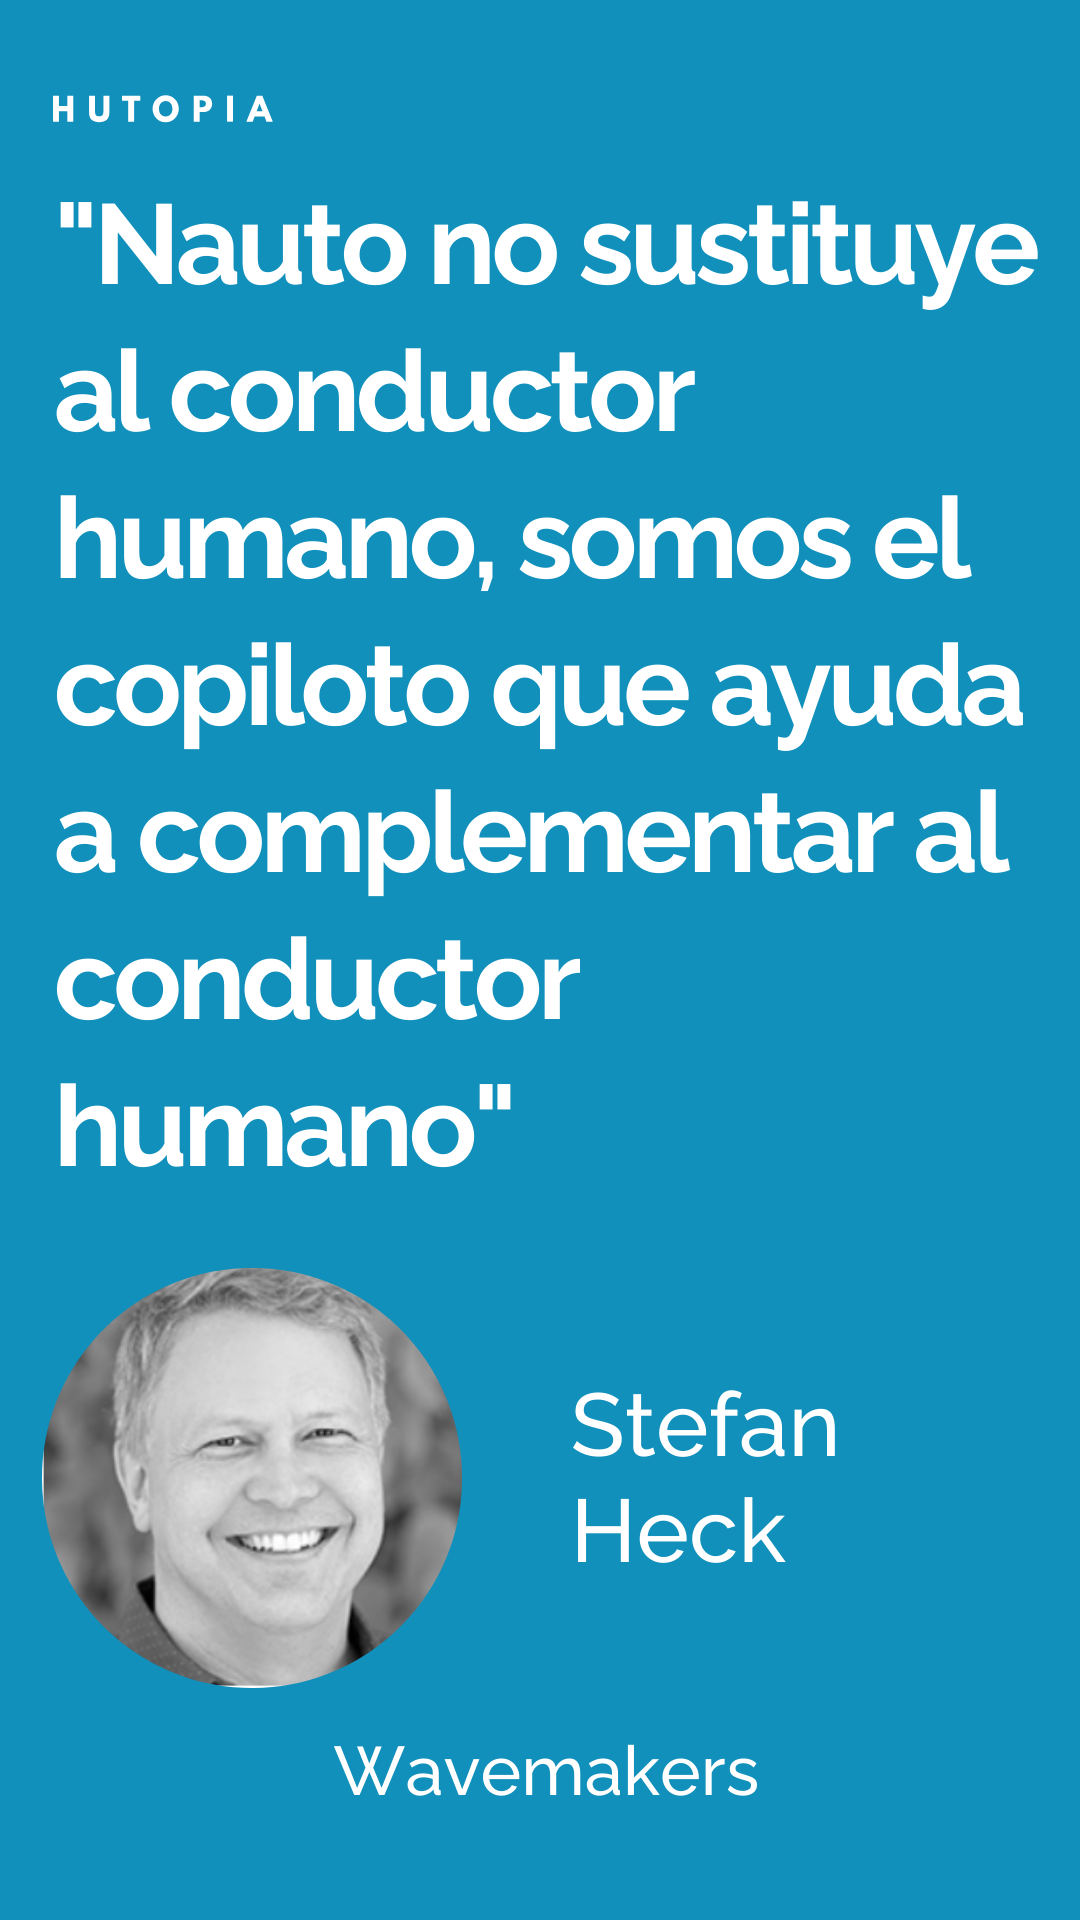 HUTOPIA
"Nauto no sustituye
al conductor
humano, somos el
copiloto que ayuda
a complementar al
conductor
humano"
Stefan
Heck
Wavemakers